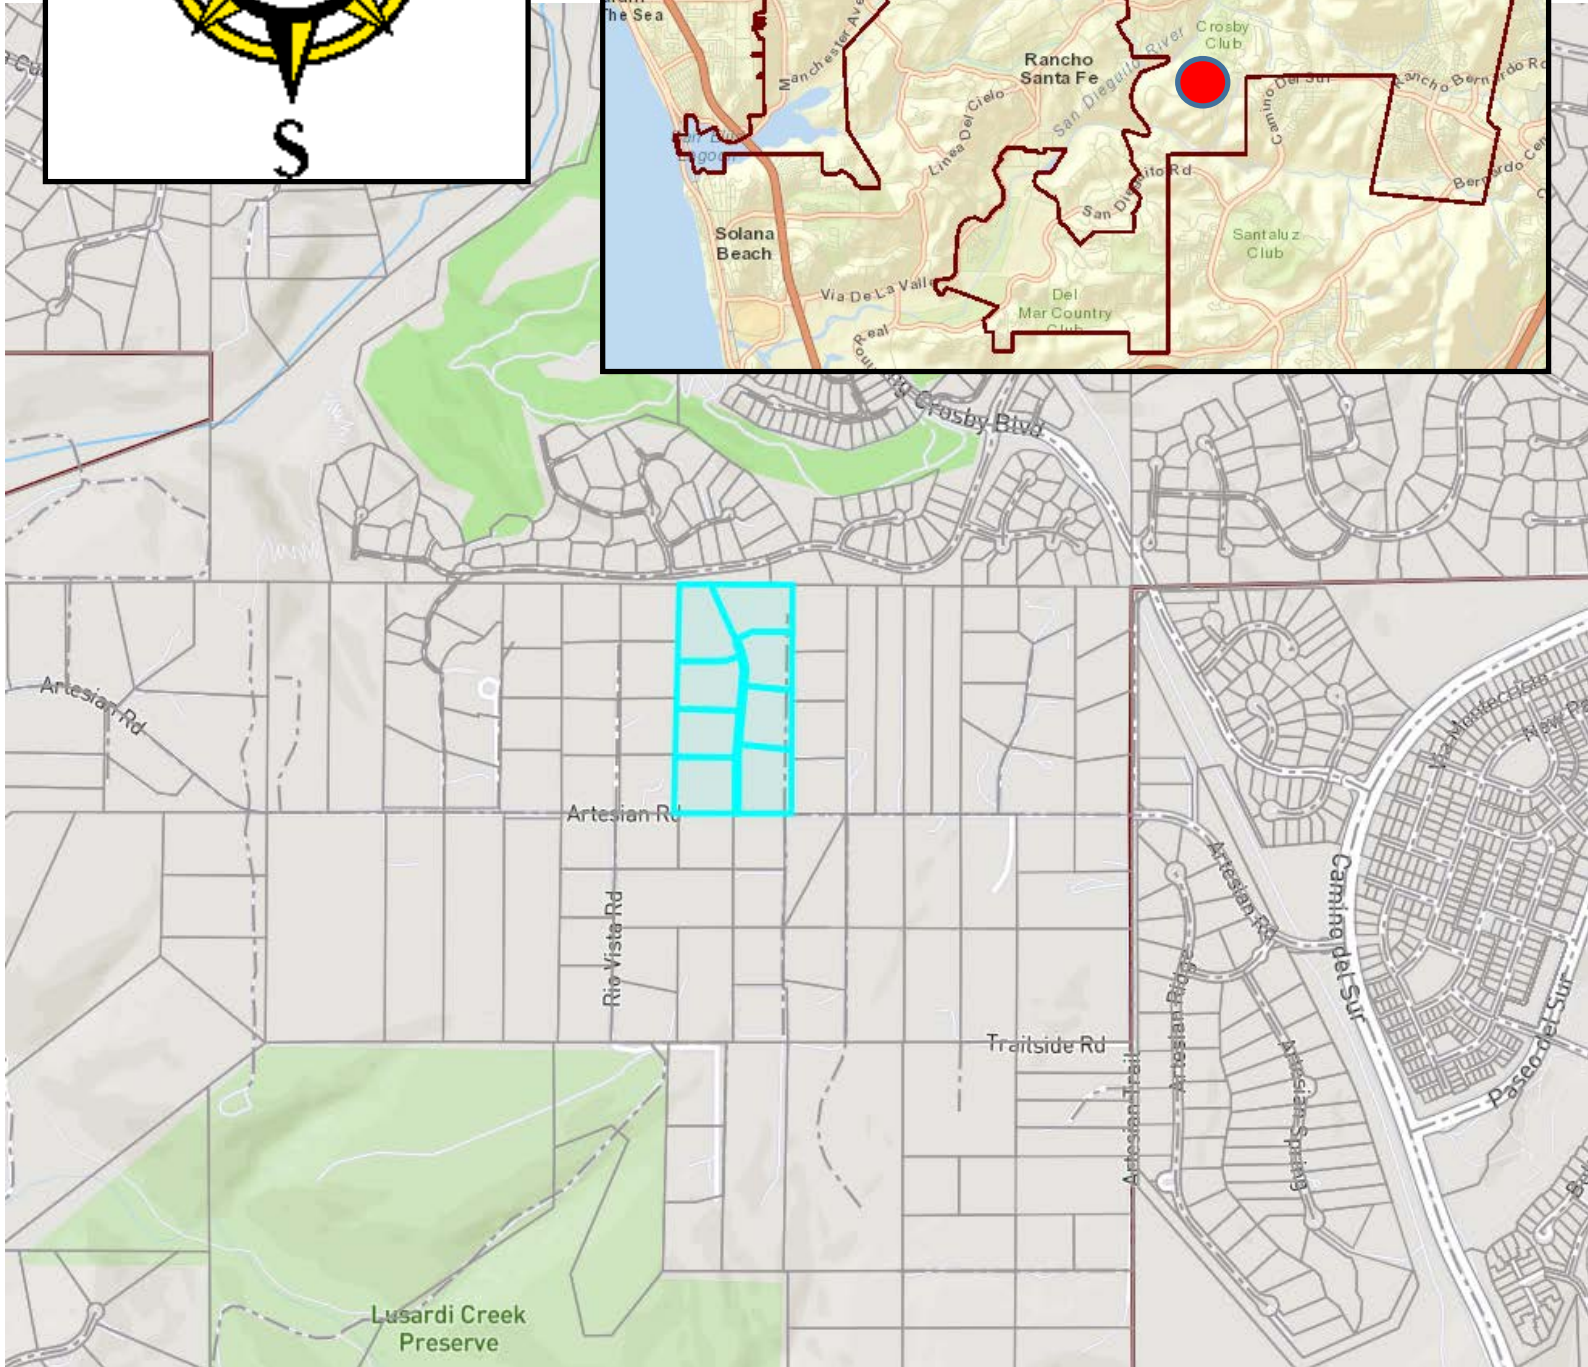 S
The Sea
Manchester Ave
Crosby
Club
Rancho
Santa Fe
San Dieguito River
Linea Del Cielo
Camino Del Sur
Rancho Bernardo Rd
Lagoon
San Dieguito Rd
Solana
Beach
Santaluz
Club
Via De La Valle
Del
Mar Country
Club
Real
Crosby Blvd
Artesian Rd
Artesian Rd
Rio Vista Rd
Trailside Rd
Artesian Trail
Artesian Ridge
Artesian Rd
Artesian Spring
Camino del Sur
Paseo del Sur
Via Montecristo
Lusardi Creek
Preserve